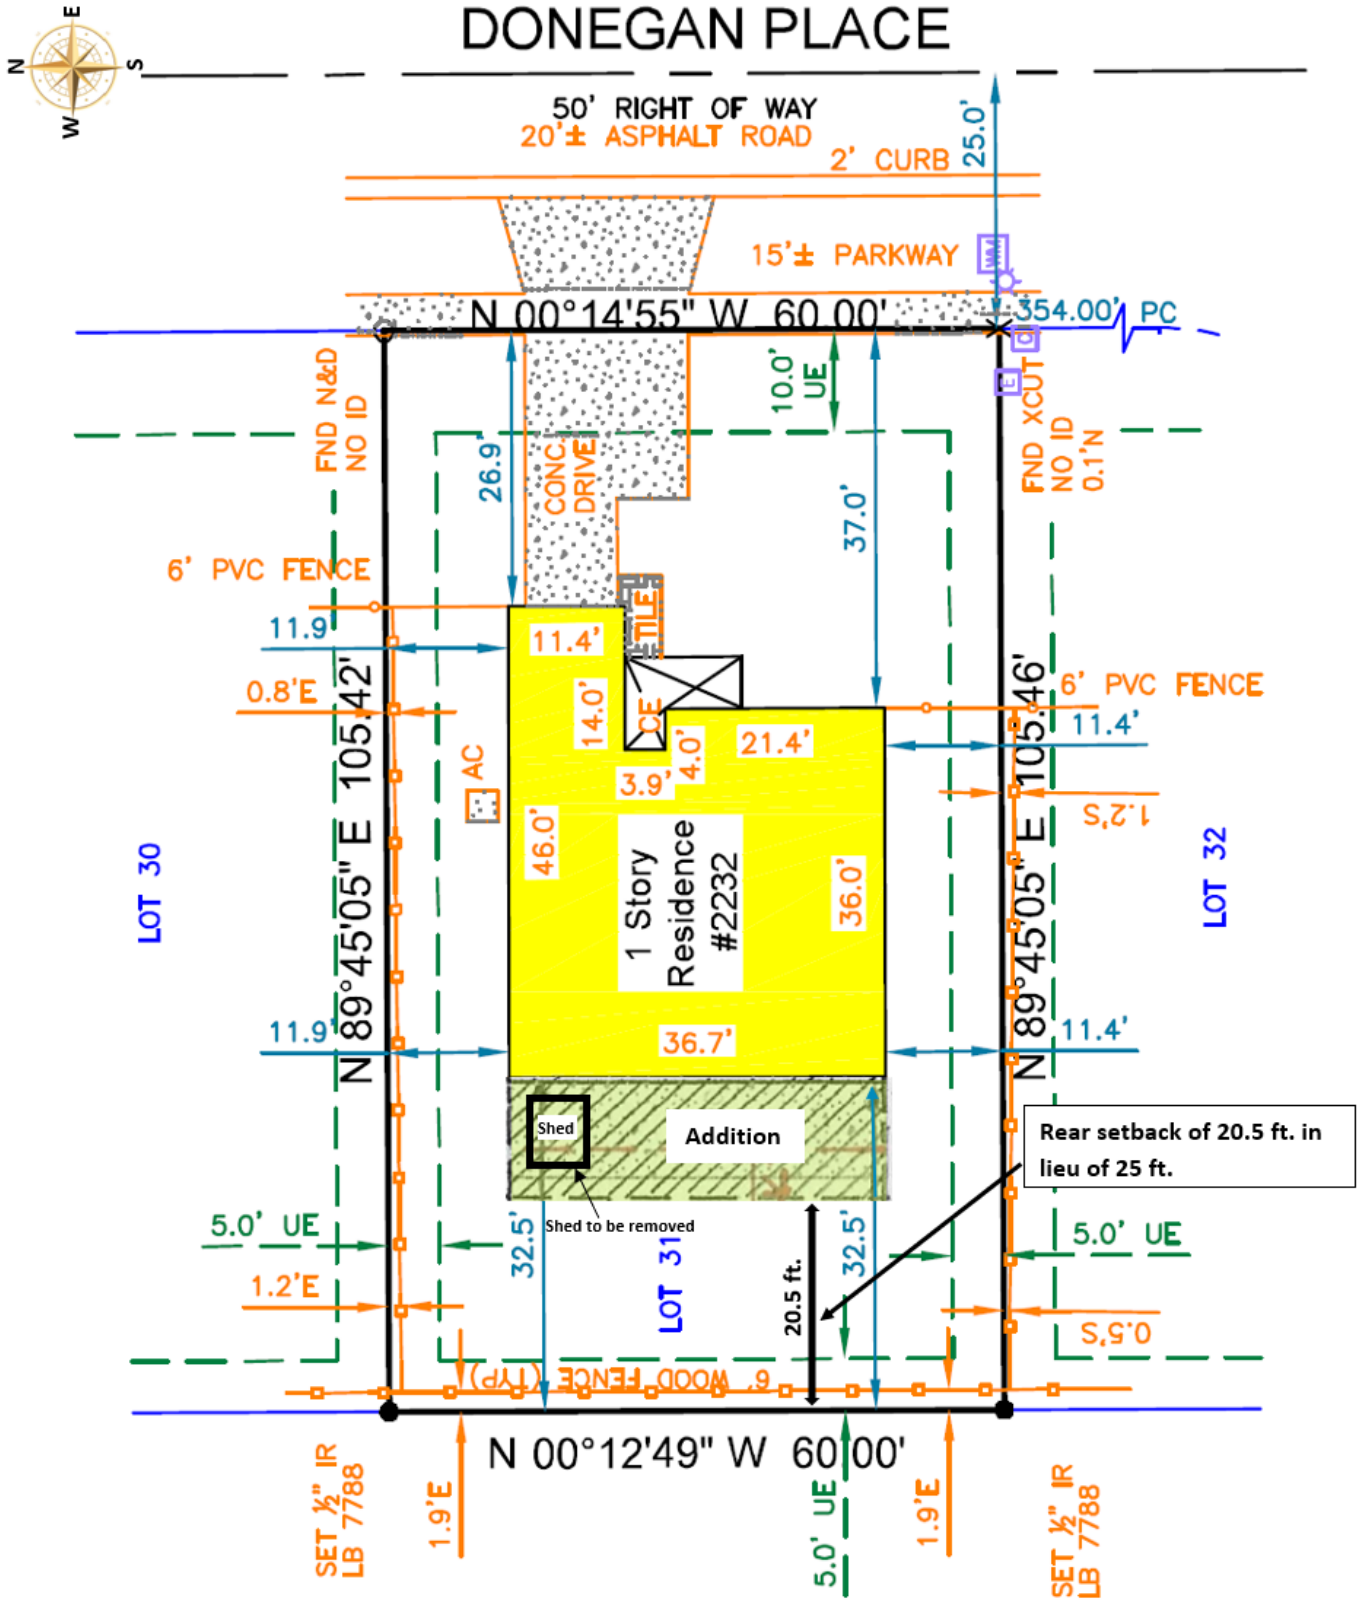 DONEGAN PLACE
E
N
S
W
50' RIGHT OF WAY
20'± ASPHALT ROAD
25.0'
2' CURB
15'± PARKWAY
WM
N 00°14'55" W 60.00'
354.00' PC
C
E
FND N&D
NO ID
FND XCUT
NO ID
0.1'N
10.0'
UE
26.9'
CONC.
DRIVE
37.0'
6' PVC FENCE
11.9'
0.8'E
N 89°45'05" E 105.42'
AC
TILE
11.4'
14.0'
CE
3.9'
4.0'
21.4'
6' PVC FENCE
11.4'
1.2'S
N 89°45'05" E 105.46'
LOT 30
46.0'
1 Story
Residence
#2232
36.0'
LOT 32
11.9'
36.7'
11.4'
Shed
Addition
Rear setback of 20.5 ft. in
lieu of 25 ft.
Shed to be removed
5.0' UE
32.5'
LOT 31
20.5 ft.
32.5'
5.0' UE
1.2'E
0.5'S
6' WOOD FENCE (TYP)
N 00°12'49" W 60.00'
SET ½" IR
LB 7788
1.9'E
5.0' UE
1.9'E
SET ½" IR
LB 7788